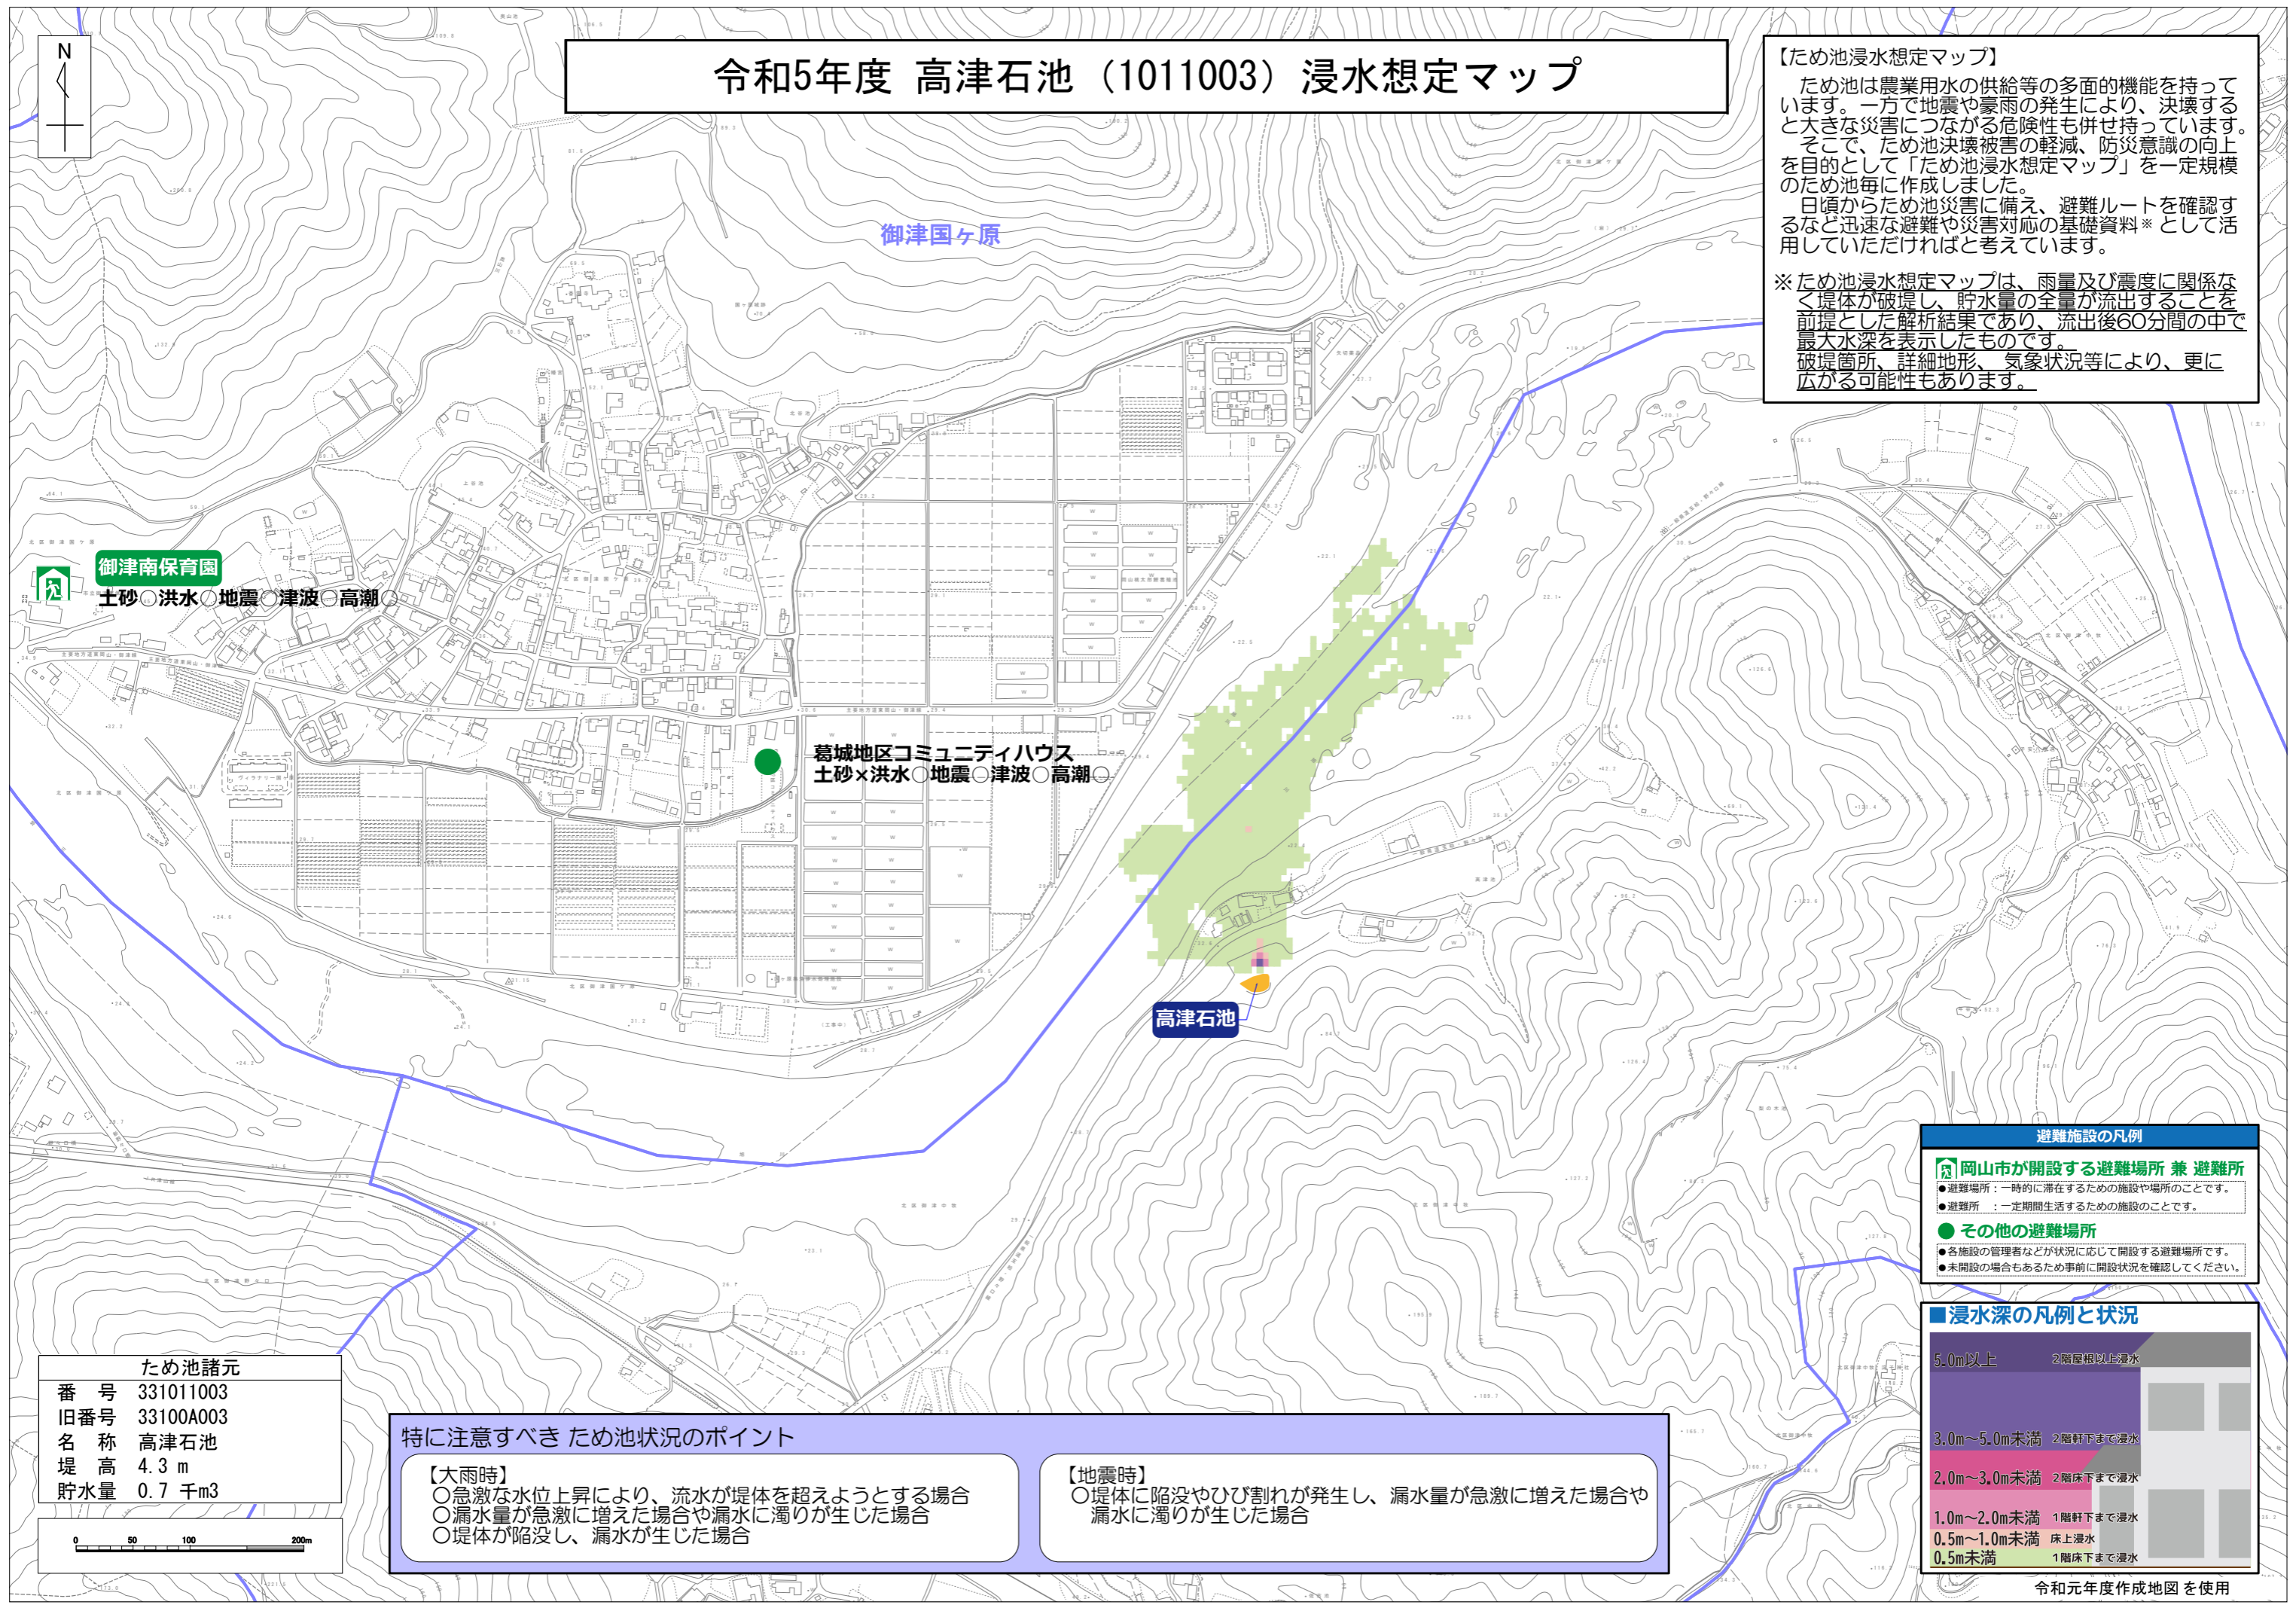 N
令和5年度 高津石池（1011003）浸水想定マップ
【ため池浸水想定マップ】
ため池は農業用水の供給等の多面的機能を持って
います。一方で地震や豪雨の発生により、決壊する
と大きな災害につながる危険性も併せ持っています。
そこで、ため池決壊被害の軽減、防災意識の向上
を目的として「ため池浸水想定マップ」を一定規模
のため池毎に作成しました。
日頃からため池災害に備え、避難ルートを確認す
るなど迅速な避難や災害対応の基礎資料※として活
用していただければと考えています。
※ため池浸水想定マップは、雨量及び震度に関係な
く堤体が破堤し、貯水量の全量が流出することを
前提とした解析結果であり、流出後60分間の中で
最大水深を表示したものです。
破堤箇所、詳細地形、気象状況等により、更に
広がる可能性もあります。
御津国ヶ原
御津南保育園
土砂○洪水○地震○津波○高潮○
葛城地区コミュニティハウス
土砂×洪水○地震○津波○高潮○
高津石池
避難施設の凡例
岡山市が開設する避難場所 兼 避難所
●避難場所：一時的に滞在するための施設や場所のことです。
●避難所　：一定期間生活するための施設のことです。
● その他の避難場所
●各施設の管理者などが状況に応じて開設する避難場所です。
●未開設の場合もあるため事前に開設状況を確認してください。
■浸水深の凡例と状況
5.0m以上 2階屋根以上浸水
3.0m～5.0m未満 2階軒下まで浸水
2.0m～3.0m未満 2階床下まで浸水
1.0m～2.0m未満 1階軒下まで浸水
0.5m～1.0m未満 床上浸水
0.5m未満 1階床下まで浸水
令和元年度作成地図を使用
ため池諸元
番　号 331011003
旧番号 33100A003
名　称 高津石池
堤　高 4.3 m
貯水量 0.7 千m3
0 50 100 200m
特に注意すべき ため池状況のポイント
【大雨時】
○急激な水位上昇により、流水が堤体を超えようとする場合
○漏水量が急激に増えた場合や漏水に濁りが生じた場合
○堤体が陥没し、漏水が生じた場合
【地震時】
○堤体に陥没やひび割れが発生し、漏水量が急激に増えた場合や
漏水に濁りが生じた場合